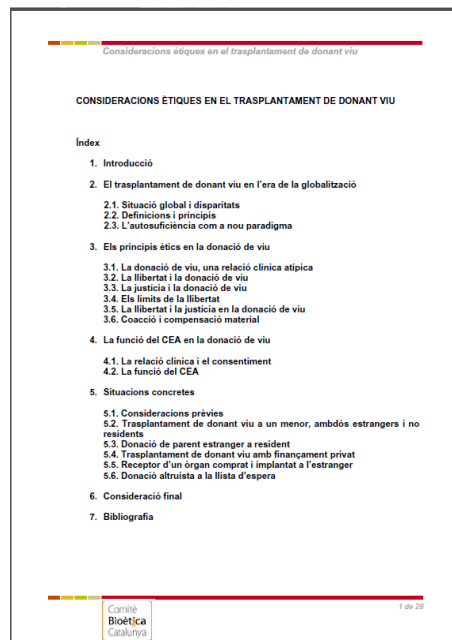 Consideracions ètiques en el trasplantament de donant viu
CONSIDERACIONS ÈTIQUES EN EL TRASPLANTAMENT DE DONANT VIU
Índex
1. Introducció
2. El trasplantament de donant viu en l'era de la globalització
2.1. Situació global i disparitats
2.2. Definicions i principis
2.3. L'autosuficiència com a nou paradigma
3. Els principis ètics en la donació de viu
3.1. La donació de viu, una relació clínica atípica
3.2. La llibertat i la donació de viu
3.3. La justícia i la donació de viu
3.4. Els límits de la llibertat
3.5. La llibertat i la justícia en la donació de viu
3.6. Coacció i compensació material
4. La funció del CEA en la donació de viu
4.1. La relació clínica i el consentiment
4.2. La funció del CEA
5. Situacions concretes
5.1. Consideracions prèvies
5.2. Trasplantament de donant viu a un menor, ambdós estrangers i no
residents
5.3. Donació de parent estranger a resident
5.4. Trasplantament de donant viu amb finançament privat
5.5. Receptor d'un òrgan comprat i implantat a l'estranger
5.6. Donació altruista a la llista d'espera
6. Consideració final
7. Bibliografia
1 de 28
Comitè
Bioètica
Catalunya